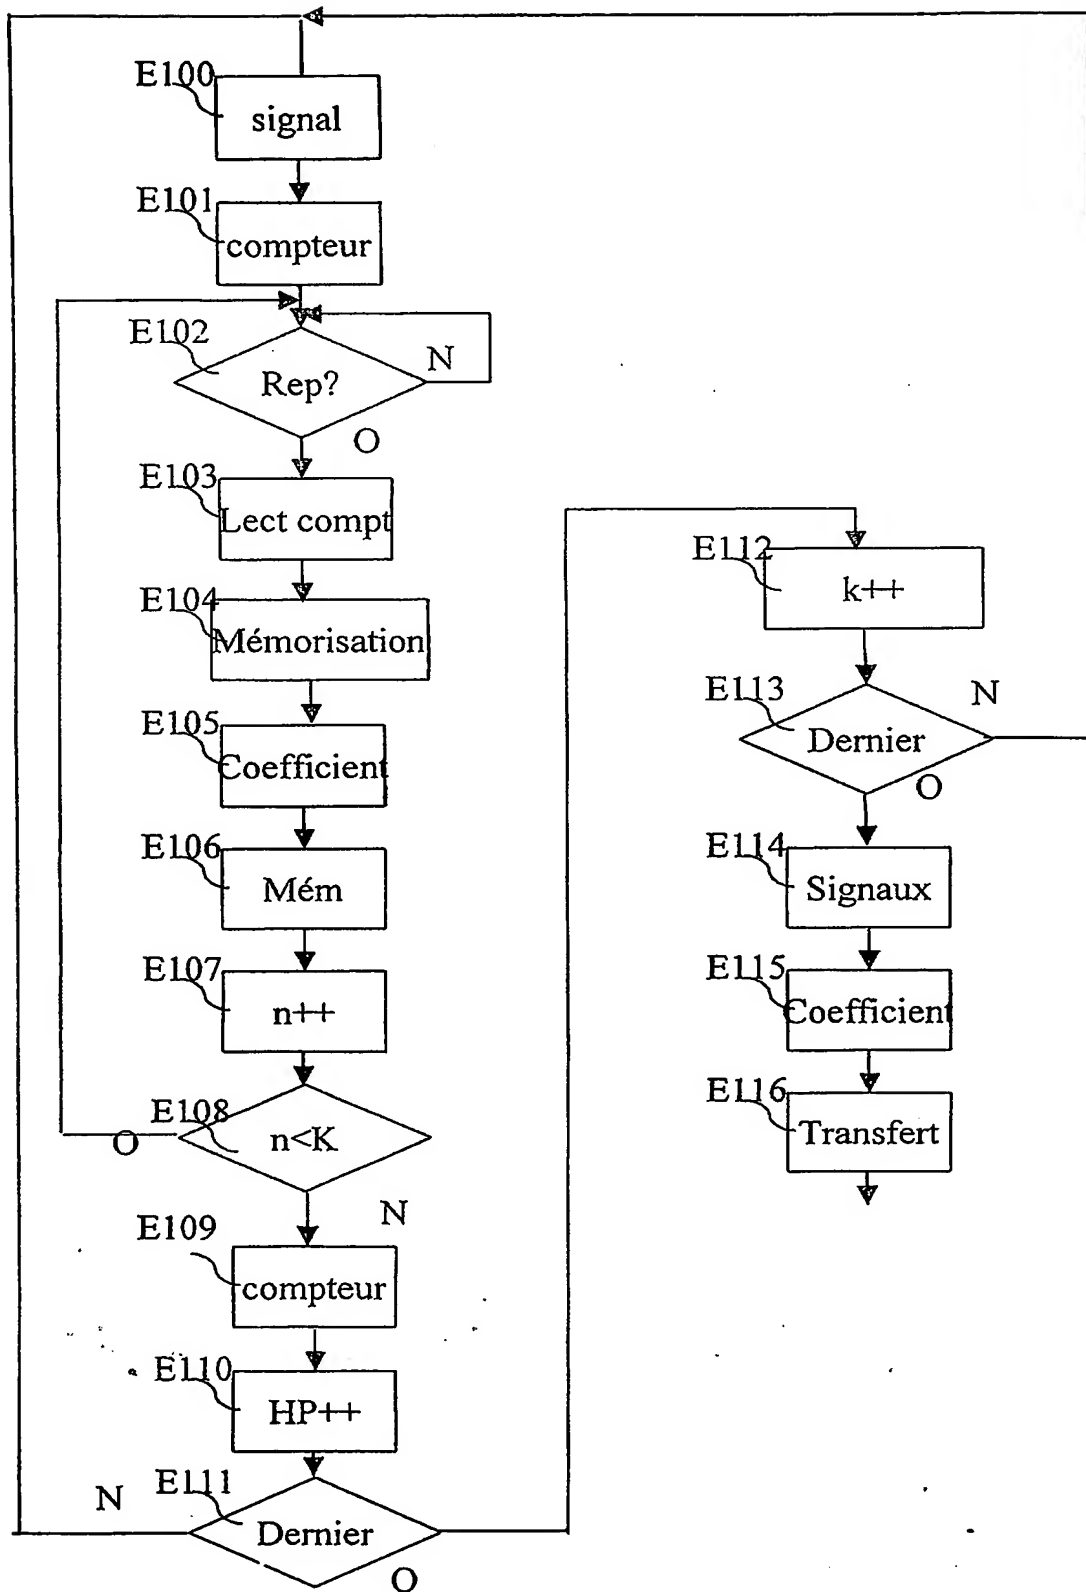 E100
signal
E101
compteur
E102
Rep?
N
O
E103
Lect compt
E104
Mémorisation
E105
Coefficient
E106
Mém
E107
n++
E108
n<K
O
N
E109
compteur
E110
HP++
E111
Dernier
N
O
E112
k++
E113
Dernier
N
O
E114
Signaux
E115
Coefficient
E116
Transfert